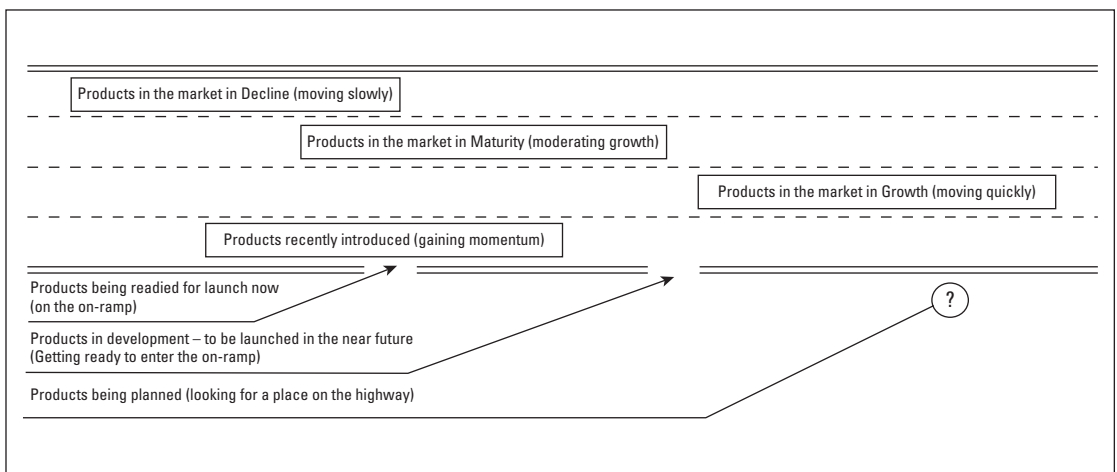 Products in the market in Decline (moving slowly)
Products in the market in Maturity (moderating growth)
Products in the market in Growth (moving quickly)
Products recently introduced (gaining momentum)
Products being readied for launch now
(on the on-ramp)
?
Products in development – to be launched in the near future
(Getting ready to enter the on-ramp)
Products being planned (looking for a place on the highway)